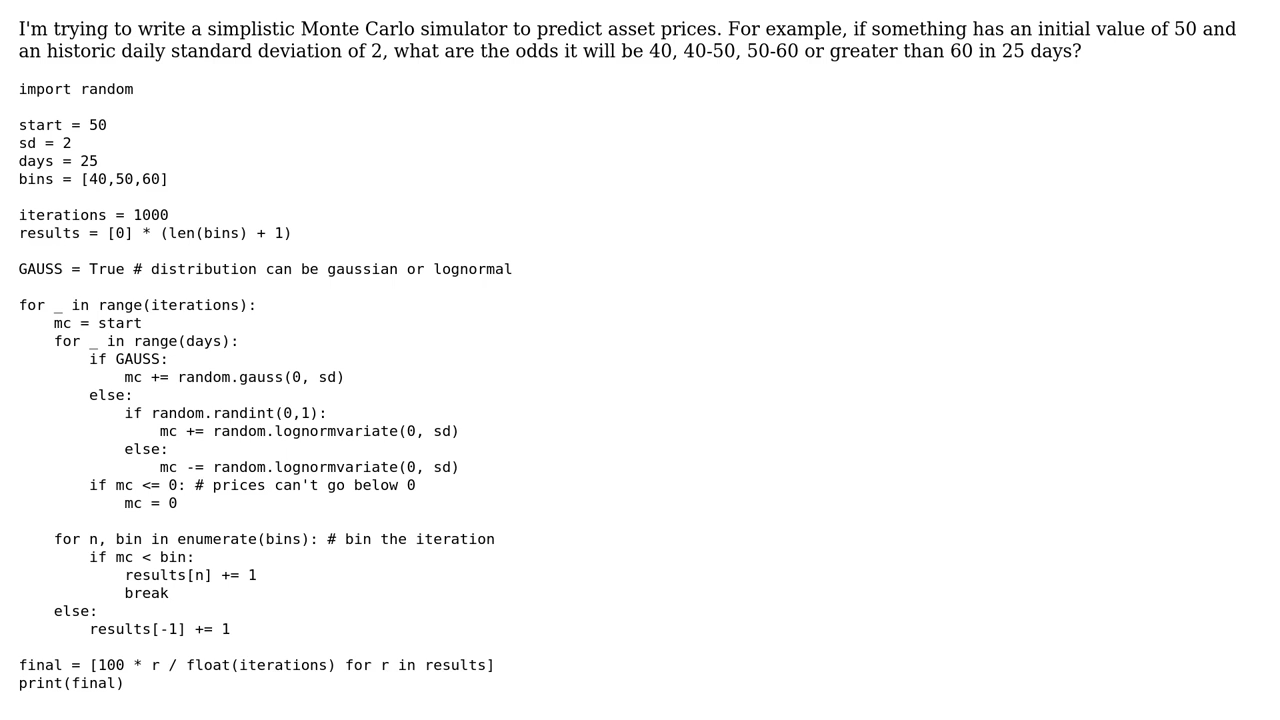 I'm trying to write a simplistic Monte Carlo simulator to predict asset prices. For example, if something has an initial value of 50 and
an historic daily standard deviation of 2, what are the odds it will be 40, 40-50, 50-60 or greater than 60 in 25 days?
import random
start = 50
sd = 2
days = 25
bins = [40,50,60]
iterations = 1000
results = [0] * (len(bins) + 1)
GAUSS = True # distribution can be gaussian or lognormal
for _ in range(iterations):
    mc = start
    for _ in range(days):
        if GAUSS:
            mc += random.gauss(0, sd)
        else:
            if random.randint(0,1):
                mc += random.lognormvariate(0, sd)
            else:
                mc -= random.lognormvariate(0, sd)
        if mc <= 0: # prices can't go below 0
            mc = 0
    for n, bin in enumerate(bins): # bin the iteration
        if mc < bin:
            results[n] += 1
            break
    else:
        results[-1] += 1
final = [100 * r / float(iterations) for r in results]
print(final)